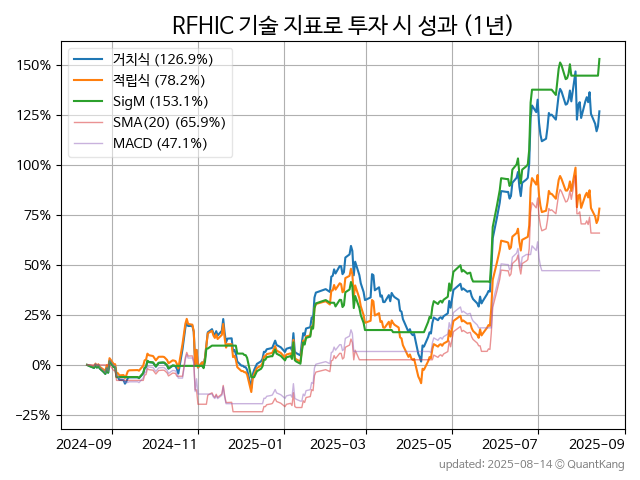 RFHIC 기술 지표로 투자 시 성과 (1년)
거치식 (126.9%)
적립식 (78.2%)
SigM (153.1%)
SMA(20) (65.9%)
MACD (47.1%)
150%
125%
100%
75%
50%
25%
0%
−25%
2024-09 2024-11 2025-01 2025-03 2025-05 2025-07 2025-09
updated: 2025-08-14 © QuantKang